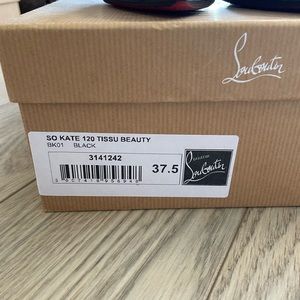 Louboutin
SO KATE 120 TISSU BEAUTY
BK01 BLACK
3141242
37.5
Louboutin